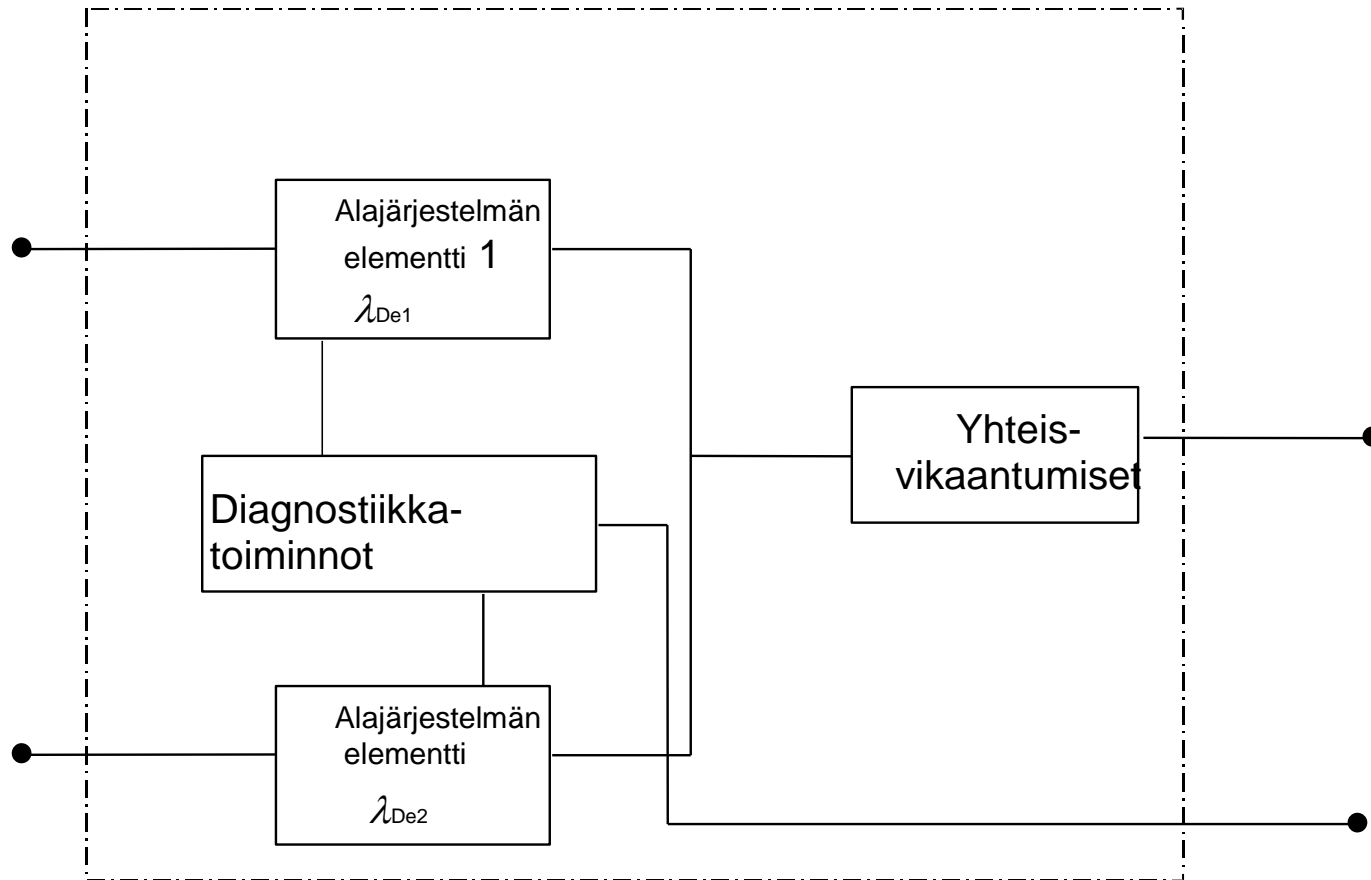 Alajärjestelmän
elementti 1
λDe1
Yhteis-
vikaantumiset
Diagnostiikka-
toiminnot
Alajärjestelmän
elementti
λDe2